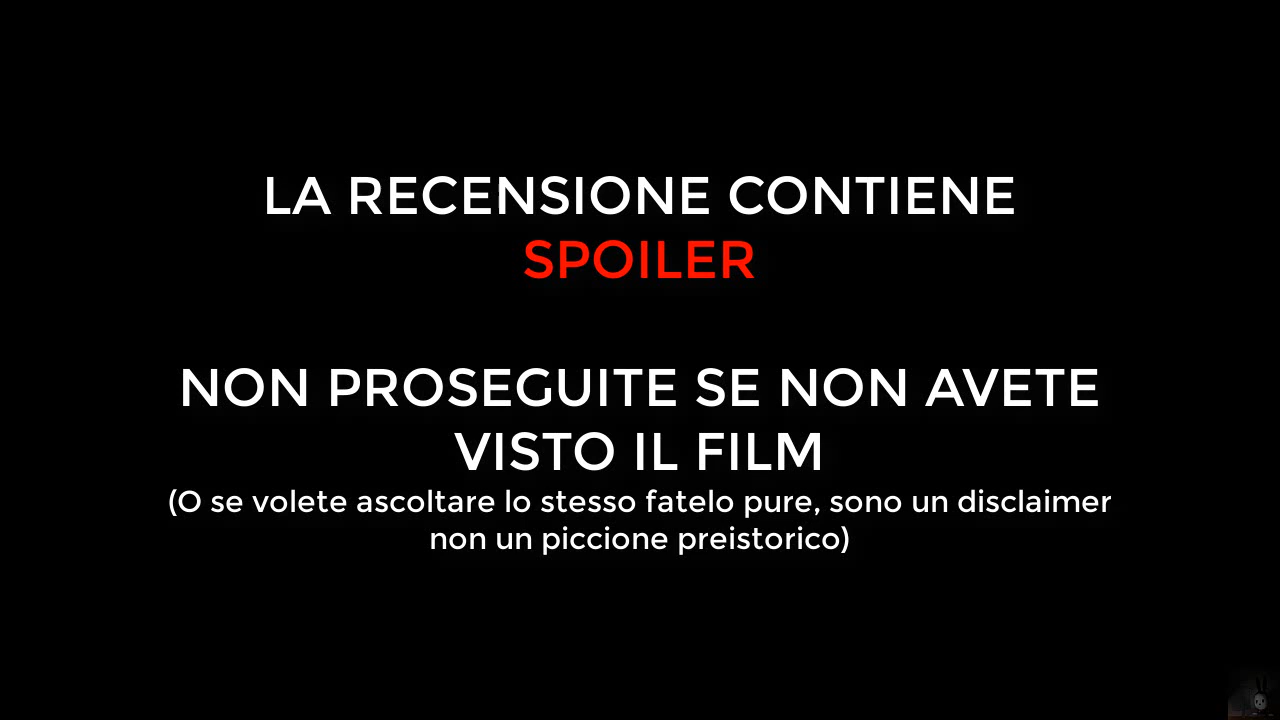 LA RECENSIONE CONTIENE
SPOILER
NON PROSEGUITE SE NON AVETE
VISTO IL FILM
(O se volete ascoltare lo stesso fatelo pure, sono un disclaimer
non un piccione preistorico)